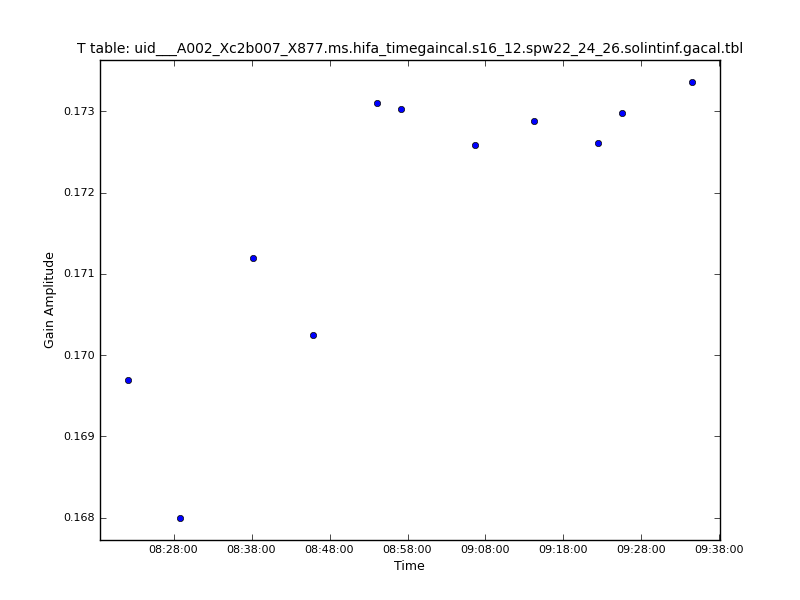 T table: uid___A002_Xc2b007_X877.ms.hifa_timegaincal.s16_12.spw22_24_26.solintinf.gacal.tbl
0.173
0.172
0.171
0.170
0.169
0.168
Gain Amplitude
08:28:00 08:38:00 08:48:00 08:58:00 09:08:00 09:18:00 09:28:00 09:38:00
Time